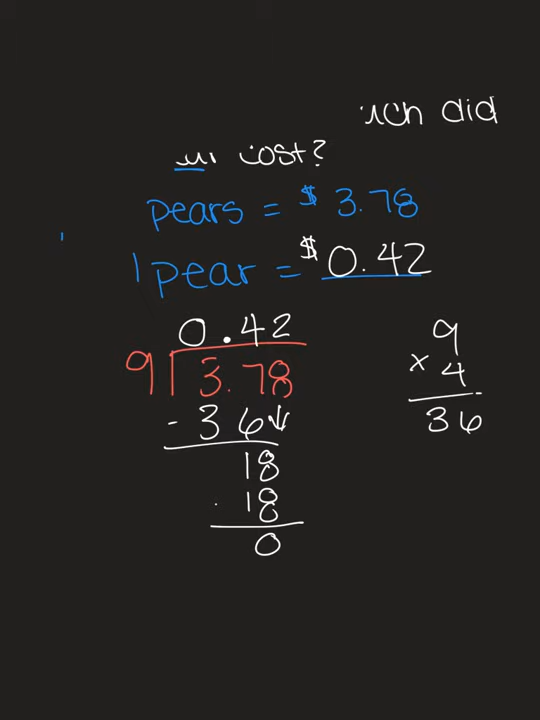 did
cost?
pears = $ 3.78
1 pear = $ 0.42
0.42
9 3.78
- 36↓
18
- 18
0
9
× 4
36